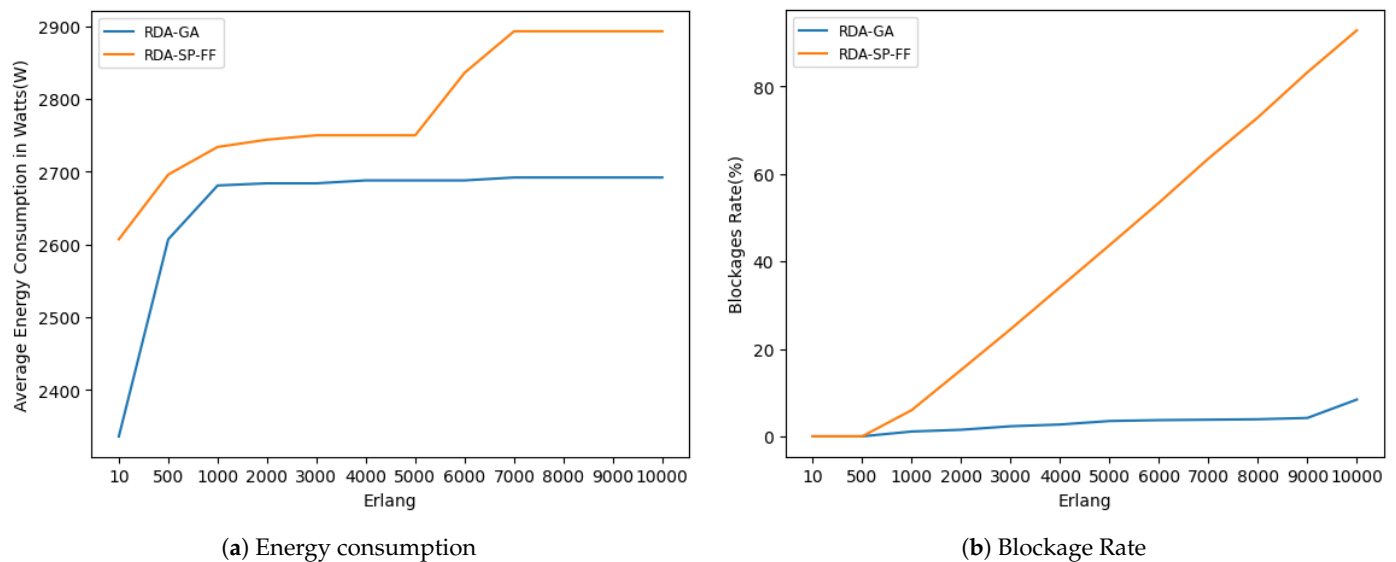 RDA-GA
RDA-SP-FF
Average Energy Consumption in Watts(W)
2900
2800
2700
2600
2500
2400
10 500 1000 2000 3000 4000 5000 6000 7000 8000 9000 10000
Erlang
(a) Energy consumption
RDA-GA
RDA-SP-FF
Blockages Rate(%)
80
60
40
20
0
10 500 1000 2000 3000 4000 5000 6000 7000 8000 9000 10000
Erlang
(b) Blockage Rate